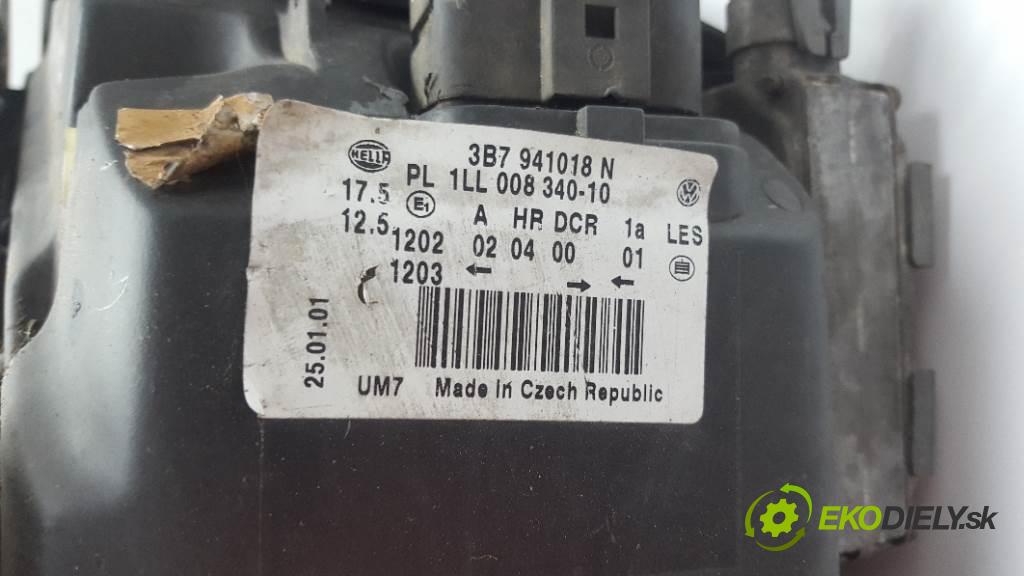 HELLA
3B7 941018 N
PL 1LL 008 340-10
17.5 E1 A HR DCR 1a LES
12.5 1202 02 04 00 01
1203 ← → ←
25.01.01
UM7 Made in Czech Republic
EKODIELY.sk